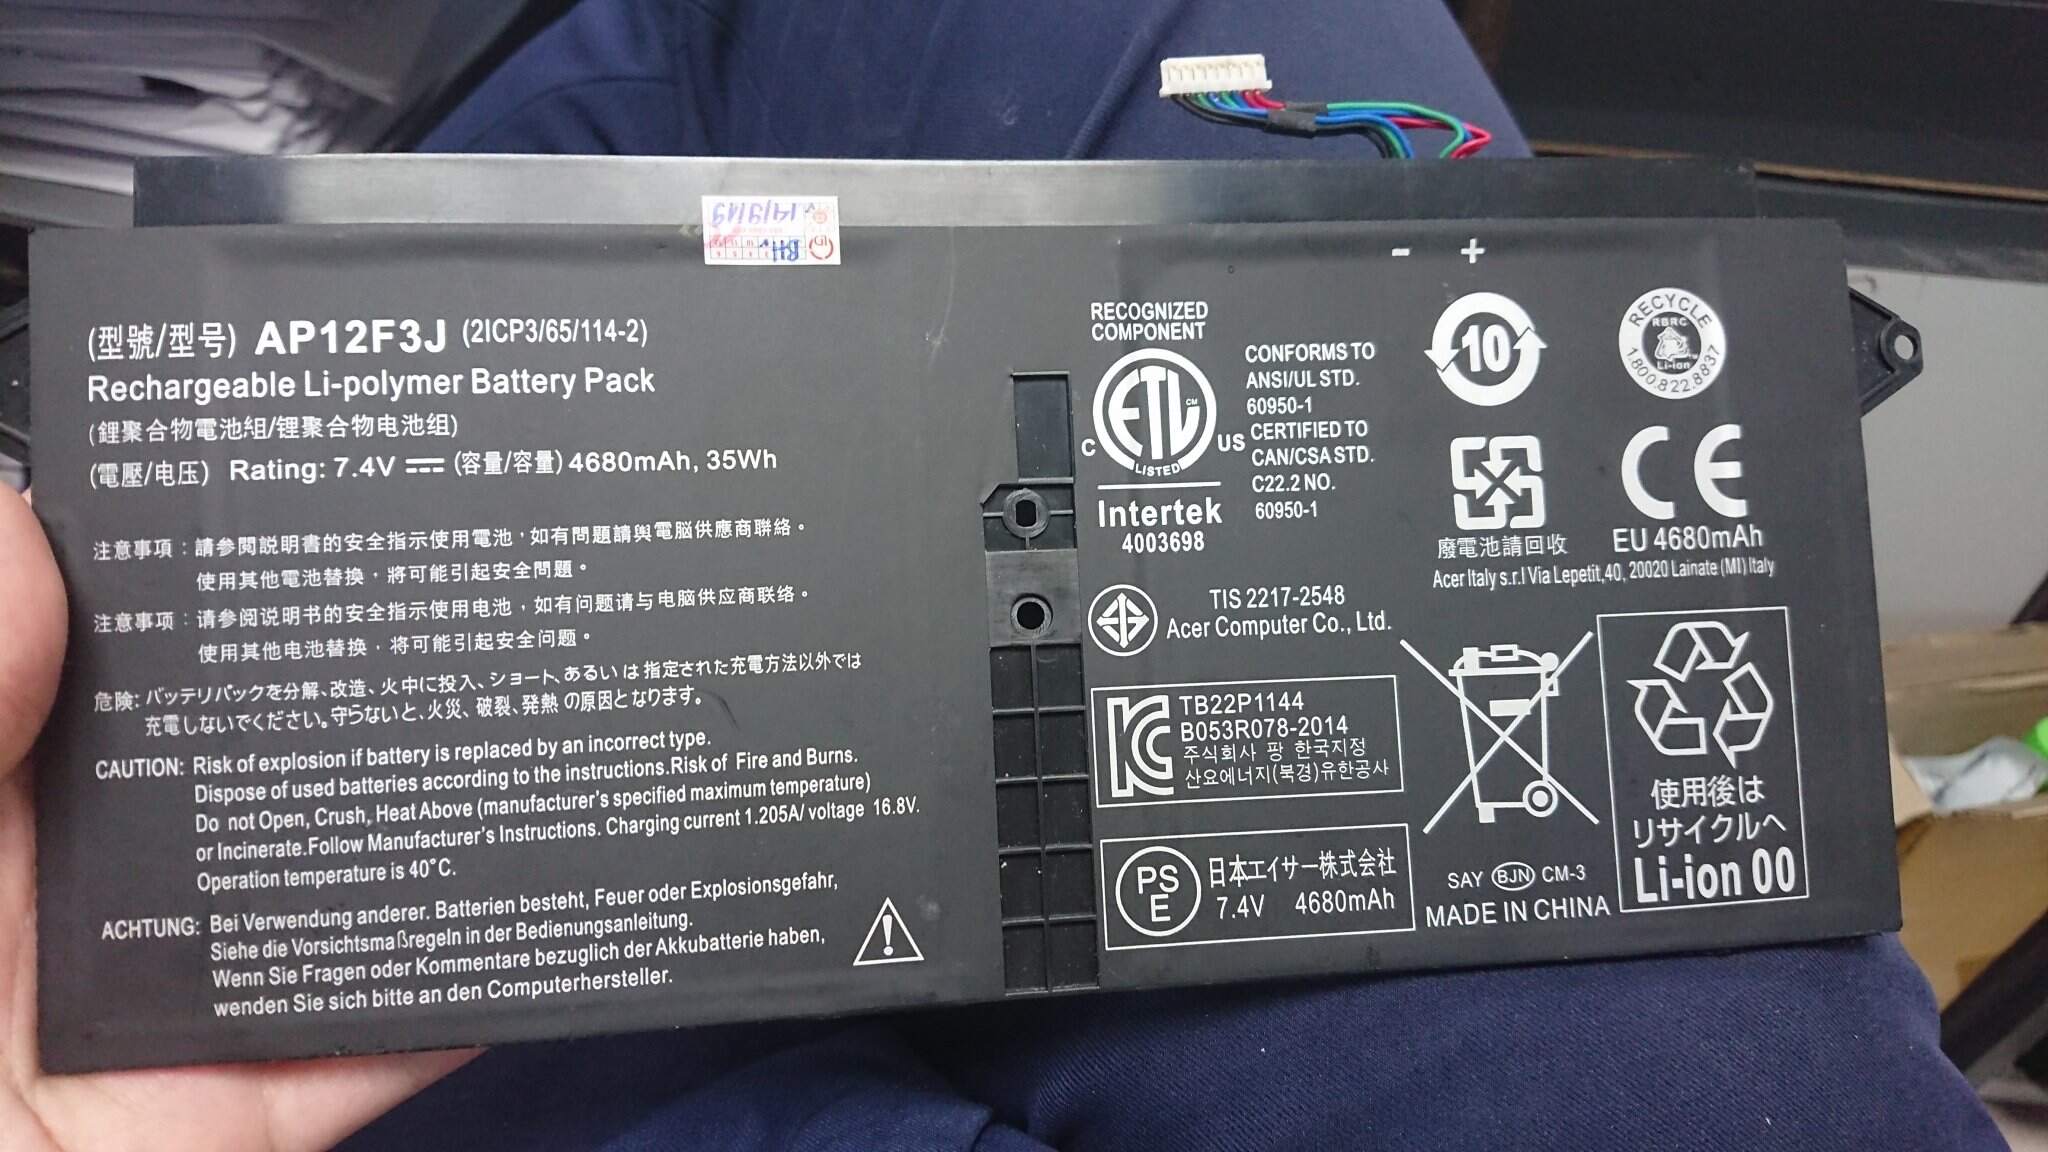 (型號/型号) AP12F3J (2ICP3/65/114-2)
Rechargeable Li-polymer Battery Pack
(鋰聚合物電池組/锂聚合物电池组)
(電壓/电压) Rating: 7.4V (容量/容量) 4680mAh, 35Wh
注意事項：請參閱説明書的安全指示使用電池，如有問題請與電腦供應商聯絡。
使用其他電池替換，將可能引起安全問題。
注意事项：请参阅说明书的安全指示使用电池，如有问题请与电脑供应商联络。
使用其他电池替换，将可能引起安全问题。
危険: バッテリパックを分解、改造、火中に投入、ショート、あるい は 指定された充電方法以外では
充電しないでください。守らないと、火災、破裂、発熱 の原因となります。
CAUTION: Risk of explosion if battery is replaced by an incorrect type.
Dispose of used batteries according to the instructions.Risk of Fire and Burns.
Do not Open, Crush, Heat Above (manufacturer's specified maximum temperature)
or Incinerate.Follow Manufacturer's Instructions. Charging current 1.205A/ voltage 16.8V.
Operation temperature is 40°C.
ACHTUNG: Bei Verwendung anderer. Batterien besteht, Feuer oder Explosionsgefahr,
Siehe die Vorsichtsmaßregeln in der Bedienungsanleitung.
Wenn Sie Fragen oder Kommentare bezuglich der Akkubatterie haben,
wenden Sie sich bitte an den Computerhersteller.
14/9/19
BH
- +
RECOGNIZED
COMPONENT
C ETL CM US
LISTED
Intertek
4003698
CONFORMS TO
ANSI/UL STD.
60950-1
CERTIFIED TO
CAN/CSA STD.
C22.2 NO.
60950-1
10
RECYCLE
RBRC
Li-ion
1.800.822.8837
CE
廢電池請回收
EU 4680mAh
Acer Italy s.r.l Via Lepetit,40, 20020 Lainate (MI) Italy
TIS 2217-2548
Acer Computer Co., Ltd.
TB22P1144
B053R078-2014
주식회사 팡 한국지정
산요에너지(북경)유한공사
PS
E
日本エイサー株式会社
7.4V 4680mAh
SAY BJN CM-3
MADE IN CHINA
使用後は
リサイクルへ
Li-ion 00